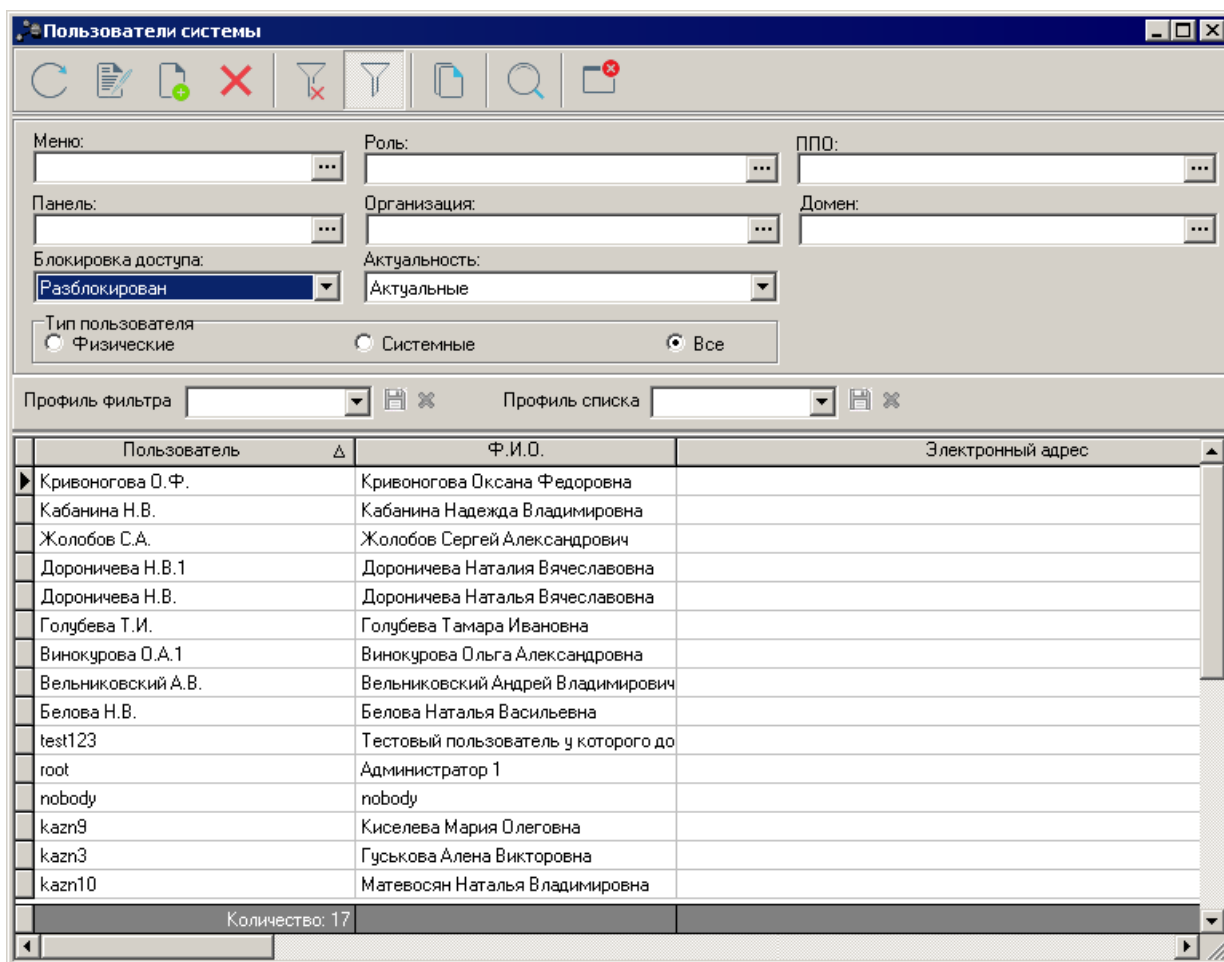 Пользователи системы
Меню: Роль: ППО:
Панель: Организация: Домен:
Блокировка доступа: Актуальность:
Разблокирован Актуальные
Тип пользователя
Физические Системные Все
Профиль фильтра Профиль списка
Пользователь Ф.И.О. Электронный адрес
Кривоногова О.Ф. Кривоногова Оксана Федоровна
Кабанина Н.В. Кабанина Надежда Владимировна
Жолобов С.А. Жолобов Сергей Александрович
Дороничева Н.В.1 Дороничева Наталия Вячеславовна
Дороничева Н.В. Дороничева Наталья Вячеславовна
Голубева Т.И. Голубева Тамара Ивановна
Винокурова О.А.1 Винокурова Ольга Александровна
Вельниковский А.В. Вельниковский Андрей Владимирович
Белова Н.В. Белова Наталья Васильевна
test123 Тестовый пользователь у которого до
root Администратор 1
nobody nobody
kazn9 Киселева Мария Олеговна
kazn3 Гуськова Алена Викторовна
kazn10 Матевосян Наталья Владимировна
Количество: 17